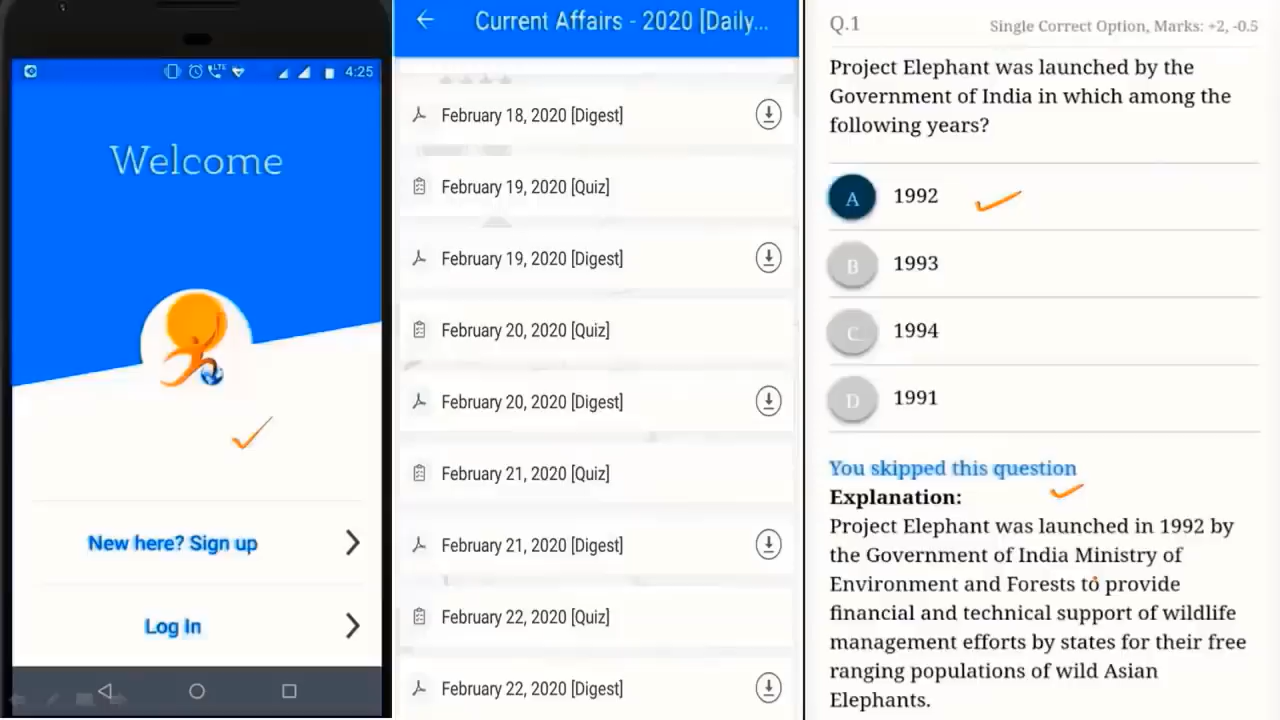 LTE
4:25
Welcome
New here? Sign up
Log In
Current Affairs - 2020 [Daily...
February 18, 2020 [Digest]
February 19, 2020 [Quiz]
February 19, 2020 [Digest]
February 20, 2020 [Quiz]
February 20, 2020 [Digest]
February 21, 2020 [Quiz]
February 21, 2020 [Digest]
February 22, 2020 [Quiz]
February 22, 2020 [Digest]
Q.1
Single Correct Option, Marks: +2, -0.5
Project Elephant was launched by the
Government of India in which among the
following years?
A 1992
B 1993
C 1994
D 1991
You skipped this question
Explanation:
Project Elephant was launched in 1992 by
the Government of India Ministry of
Environment and Forests to provide
financial and technical support of wildlife
management efforts by states for their free
ranging populations of wild Asian
Elephants.